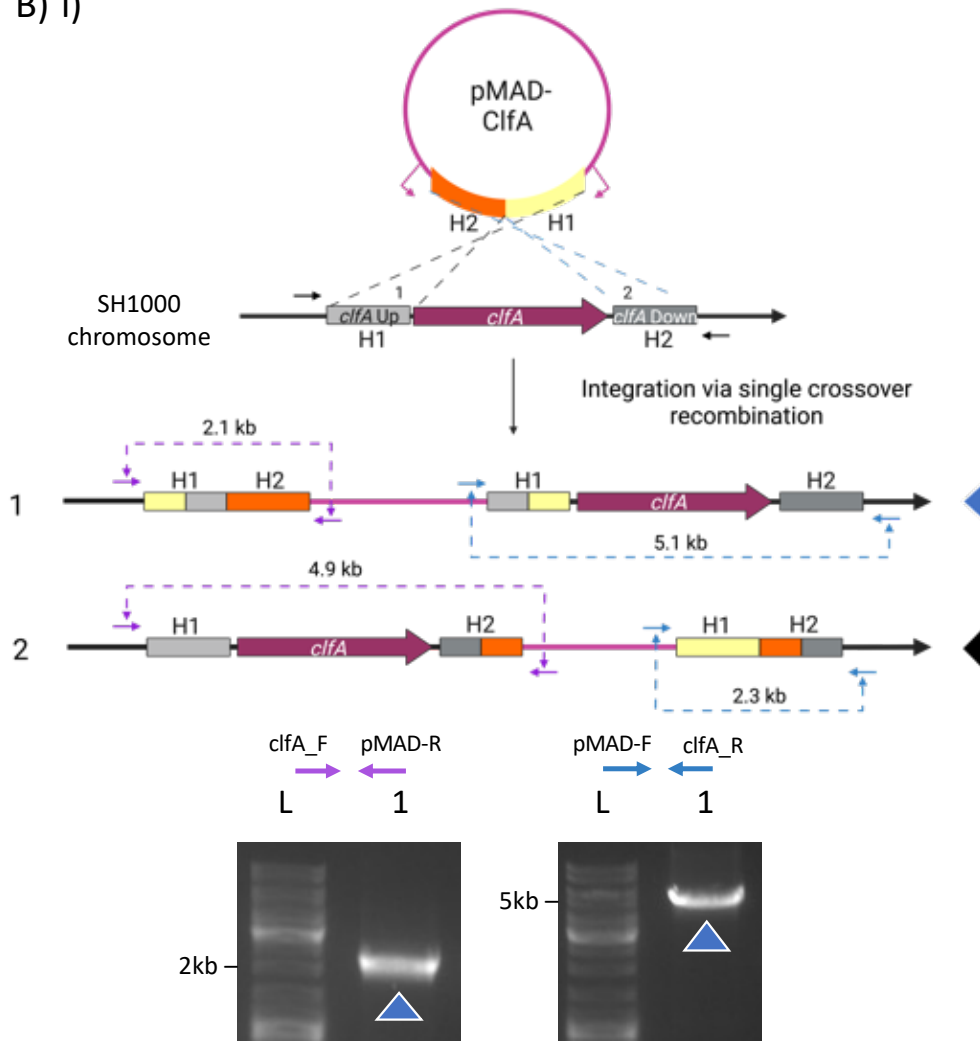 B) i)
pMAD-
ClfA
H2 H1
1 2
SH1000
chromosome
clfA Up clfA clfA Down
H1 H2
Integration via single crossover
recombination
2.1 kb
H1 H2 H1 H2
1 clfA
5.1 kb
4.9 kb
H1 H2 H1 H2
2 clfA
2.3 kb
clfA_F pMAD-R pMAD-F clfA_R
L 1 L 1
5kb
2kb